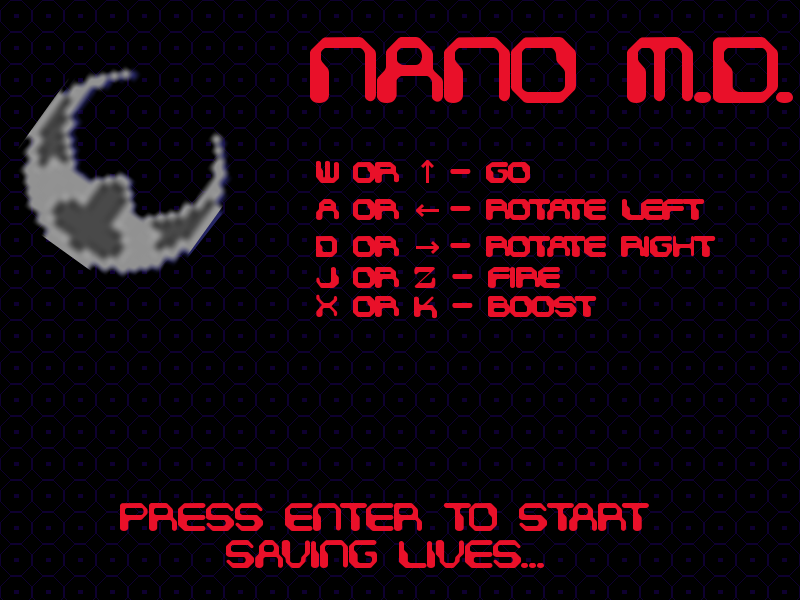 NANO M.D.
W OR ↑ - GO
A OR ← - ROTATE LEFT
D OR → - ROTATE RIGHT
J OR Z - FIRE
X OR K - BOOST
PRESS ENTER TO START
SAVING LIVES...